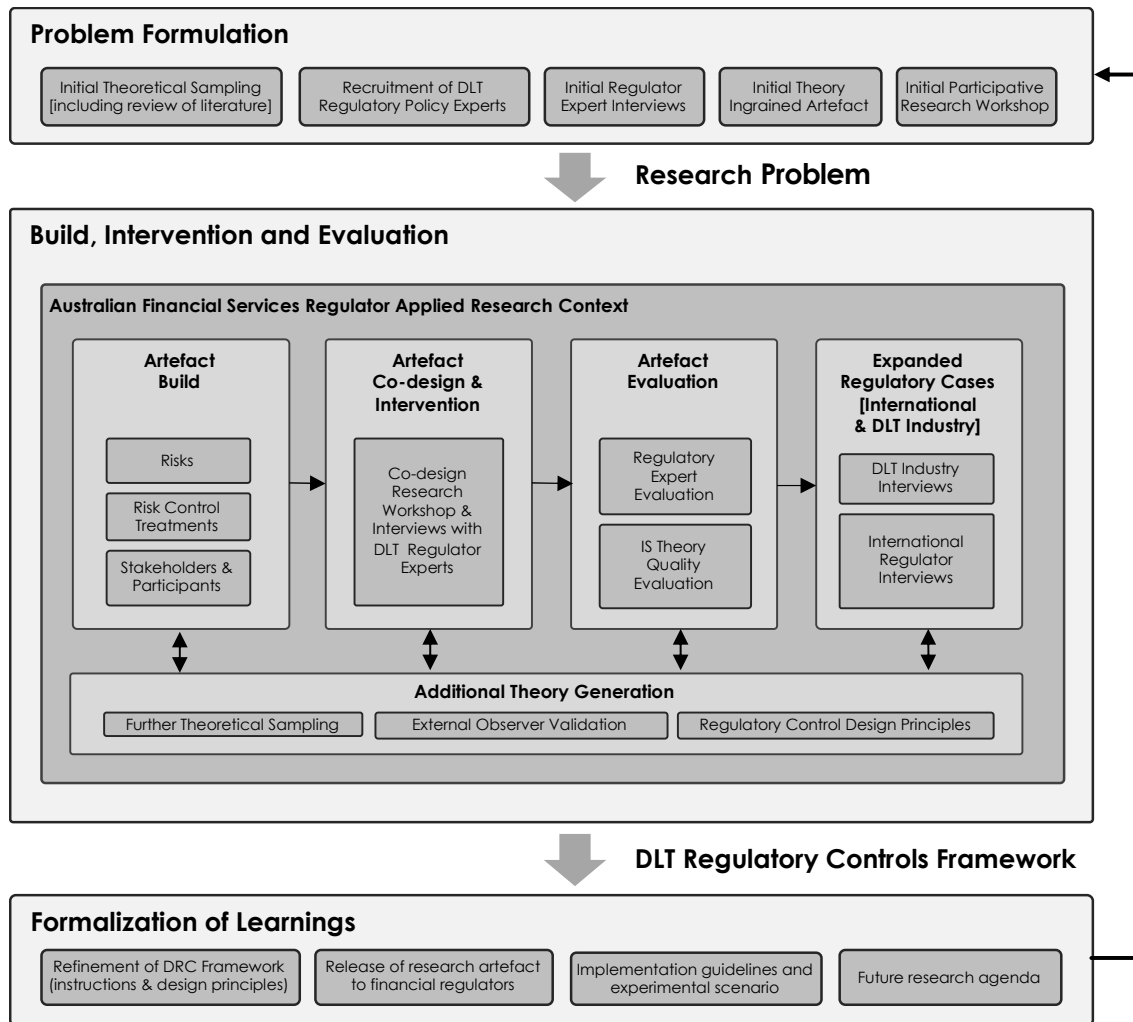 Problem Formulation
Initial Theoretical Sampling
[including review of literature]
Recruitment of DLT
Regulatory Policy Experts
Initial Regulator
Expert Interviews
Initial Theory
Ingrained Artefact
Initial Participative
Research Workshop
Research Problem
Build, Intervention and Evaluation
Australian Financial Services Regulator Applied Research Context
Artefact
Build
Risks
Risk Control
Treatments
Stakeholders &
Participants
Artefact
Co-design &
Intervention
Co-design
Research
Workshop &
Interviews with
DLT Regulator
Experts
Artefact
Evaluation
Regulatory
Expert
Evaluation
IS Theory
Quality
Evaluation
Expanded
Regulatory Cases
[International
& DLT Industry]
DLT Industry
Interviews
International
Regulator
Interviews
Additional Theory Generation
Further Theoretical Sampling
External Observer Validation
Regulatory Control Design Principles
DLT Regulatory Controls Framework
Formalization of Learnings
Refinement of DRC Framework
(instructions & design principles)
Release of research artefact
to financial regulators
Implementation guidelines and
experimental scenario
Future research agenda